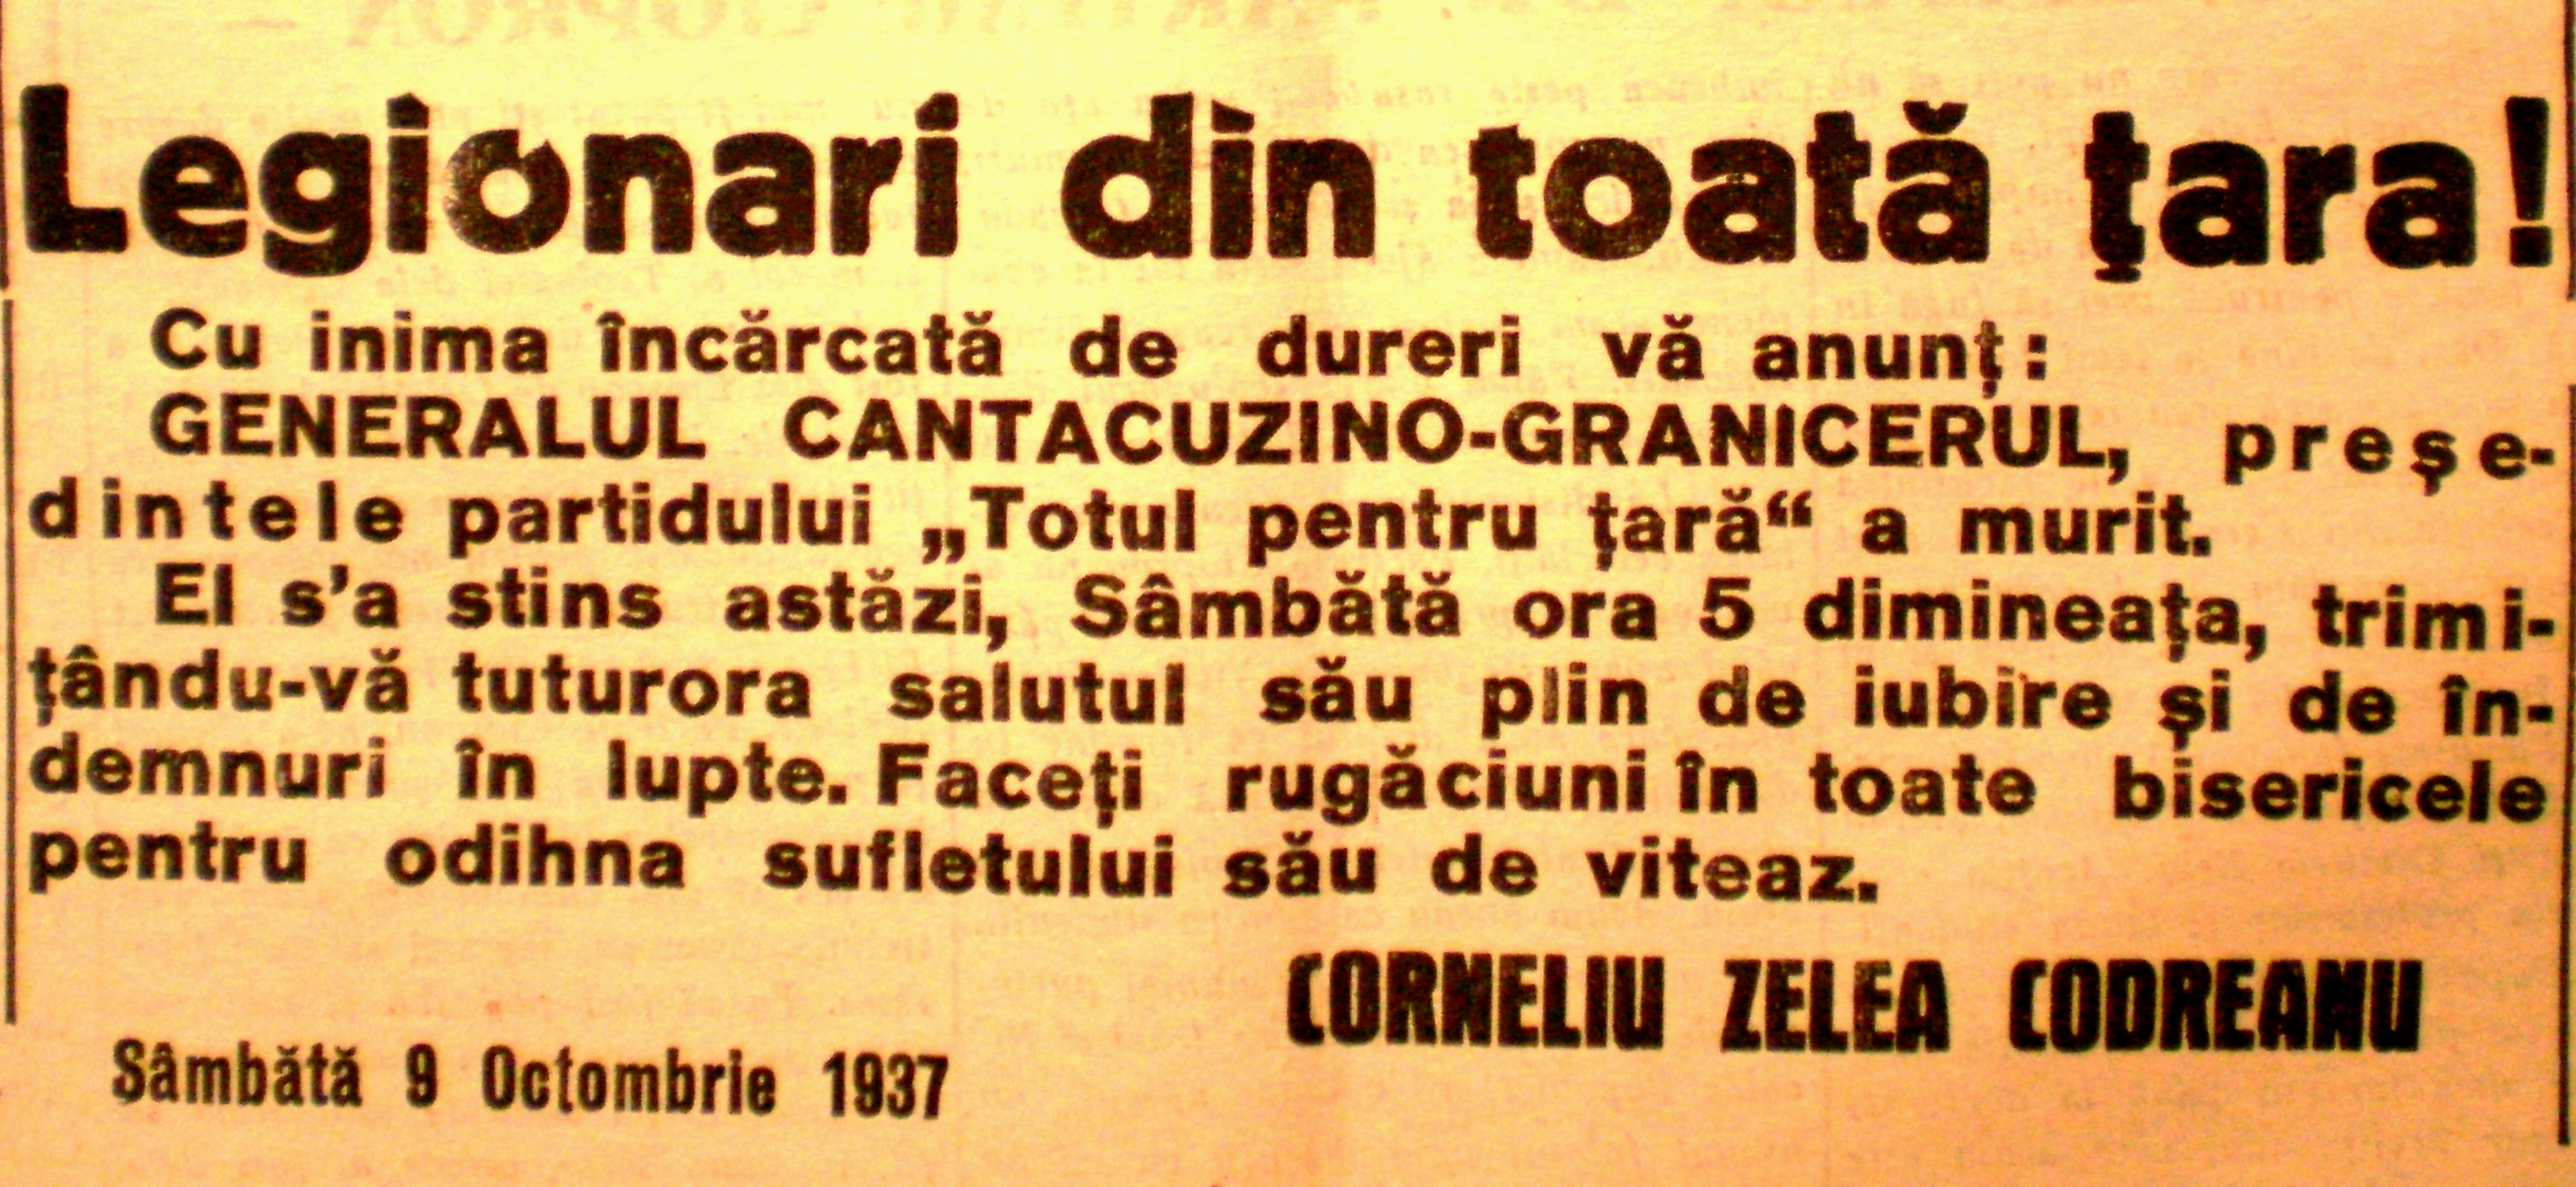 Legionari din toată ţara!
Cu inima încărcată de dureri vă anunţ:
GENERALUL CANTACUZINO-GRANICERUL, preşe-
dintele partidului „Totul pentru ţară“ a murit.
El s'a stins astăzi, Sâmbătă ora 5 dimineaţa, trimi-
ţându-vă tuturora salutul său plin de iubire şi de în-
demnuri în lupte. Faceţi rugăciuni în toate bisericele
pentru odihna sufletului său de viteaz.
CORNELIU ZELEA CODREANU
Sâmbătă 9 Octombrie 1937